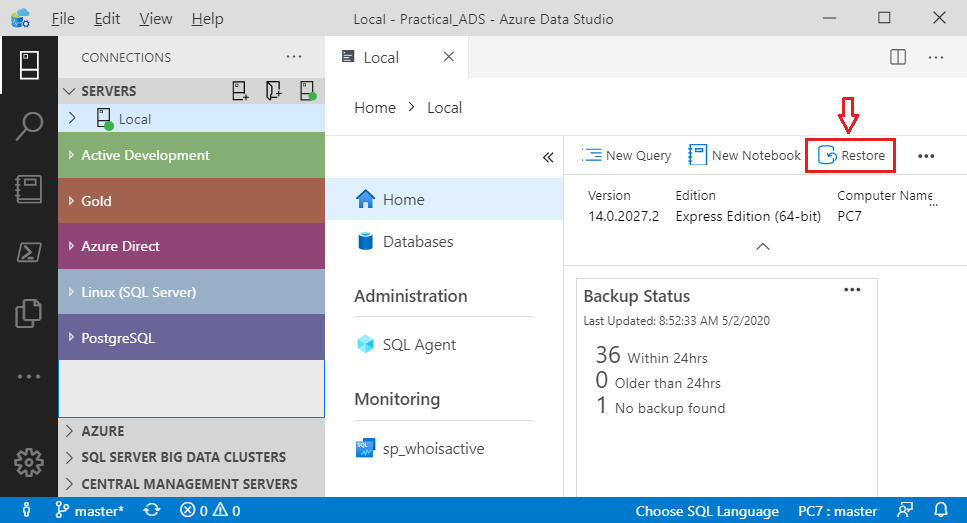 File Edit View Help Local - Practical_ADS - Azure Data Studio
CONNECTIONS
Local
SERVERS
Local
Active Development
Gold
Azure Direct
Linux (SQL Server)
PostgreSQL
AZURE
SQL SERVER BIG DATA CLUSTERS
CENTRAL MANAGEMENT SERVERS
Home > Local
Home
Databases
Administration
SQL Agent
Monitoring
sp_whoisactive
New Query New Notebook Restore
Version Edition Computer Name
14.0.2027.2 Express Edition (64-bit) PC7
Backup Status
Last Updated: 8:52:33 AM 5/2/2020
36 Within 24hrs
0 Older than 24hrs
1 No backup found
master* 0 0 Choose SQL Language PC7 : master